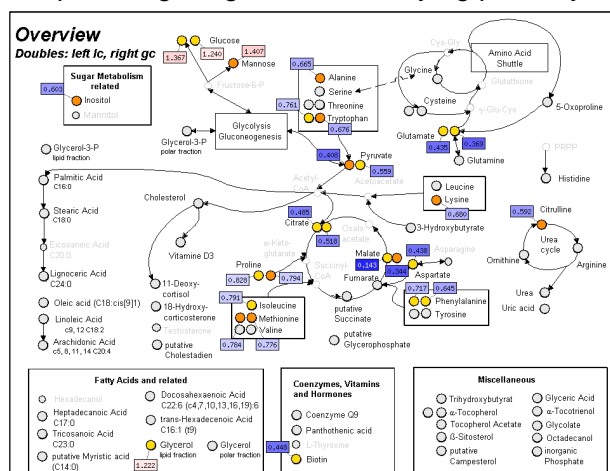 Overview
Doubles: left lc, right gc
Sugar Metabolism
related
Inositol
Mannitol
0.603
Glucose
1.367
1.240
1.407
Mannose
Fructose-6-P
Glycerol-3-P
lipid fraction
Glycerol-3-P
polar fraction
Glycolysis
Gluconeogenesis
0.665
Alanine
Serine
Threonine
Tryptophan
0.761
0.676
Cys-Gly
Glycine
Cysteine
Amino Acid
Shuttle
Glutathione
γ-Glu-Cys
5-Oxoproline
Glutamate
0.435
0.369
Glutamine
PRPP
Histidine
0.408
Pyruvate
0.559
Acetyl-
CoA
Acetoacetate
Leucine
Lysine
0.680
3-Hydroxybutyrate
Palmitic Acid
C16:0
Stearic Acid
C18:0
Eicosanoic Acid
C20:0
Lignoceric Acid
C24:0
Oleic acid (C18:cis[9]1)
Linoleic Acid
c9, 12 C18:2
Arachidonic Acid
c5, 8, 11, 14 C20:4
Cholesterol
Vitamin D3
11-Deoxy-
cortisol
18-Hydroxy-
corticosterone
Testosterone
putative
Cholestadien
0.465
Citrate
0.518
Oxalo
acetate
α-Keto-
glutarate
Succinyl-
CoA
Malate
0.143
Fumarate
0.438
Asparagine
0.344
Aspartate
putative
Succinate
putative
Glycerophosphate
Proline
0.828
0.794
0.791
Isoleucine
Methionine
Valine
0.784
0.776
0.717
0.645
Phenylalanine
Tyrosine
0.592
Citrulline
Urea
cycle
Ornithine
Arginine
Urea
Uric acid
Fatty Acids and related
Hexadecanol
Heptadecanoic Acid
C17:0
Tricosanoic Acid
C23:0
putative Myristic acid
(C14:0)
Docosahexaenoic Acid
C22:6 (c4,7,10,13,16,19):6
trans-Hexadecenoic Acid
C16:1 (t9)
Glycerol
lipid fraction
1.222
Glycerol
polar fraction
Coenzymes, Vitamins
and Hormones
Coenzyme Q9
Panthothenic acid
L-Thyroxine
Biotin
0.448
Miscellaneous
Trihydroxybutyrat
α-Tocopherol
Tocopherol Acetate
ß-Sitosterol
putative
Campesterol
Glyceric Acid
α-Tocotrienol
Glycolate
Octadecanol
inorganic
Phosphate